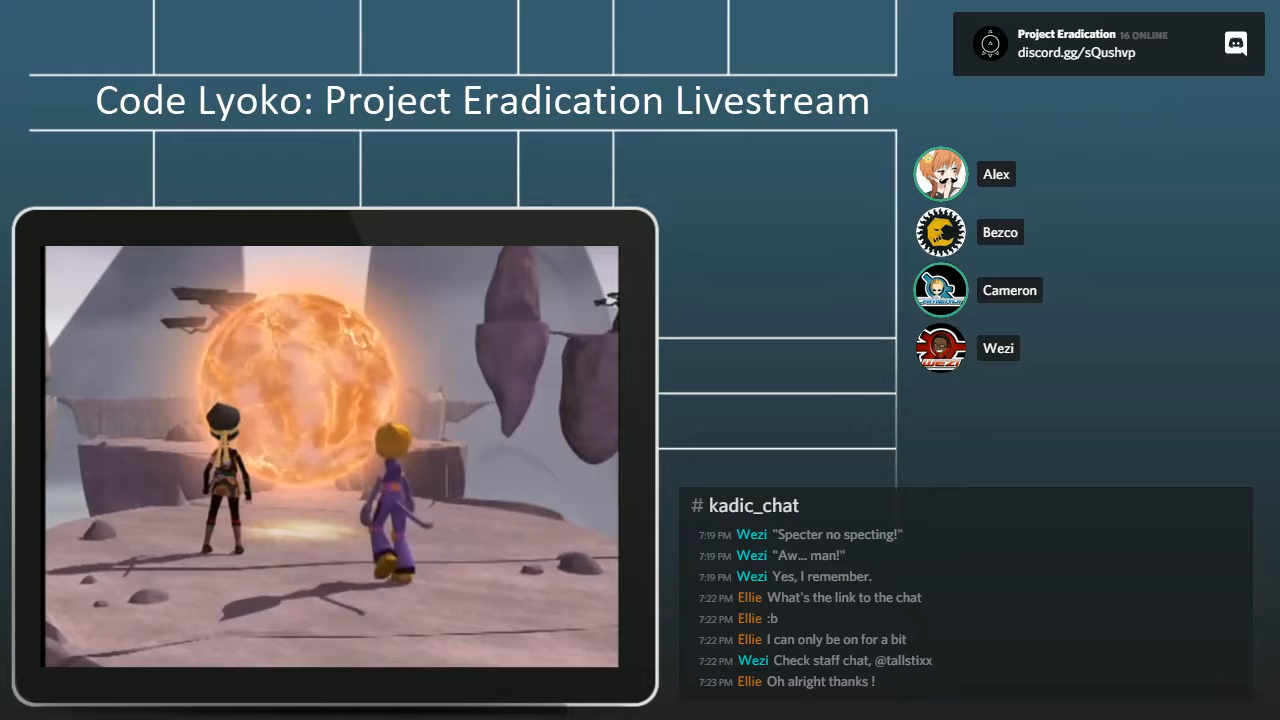 Project Eradication 16 ONLINE
discord.gg/sQushvp
Code Lyoko: Project Eradication Livestream
Alex
Bezco
Cameron
Wezi
# kadic_chat
7:19 PM Wezi "Specter no specting!"
7:19 PM Wezi "Aw... man!"
7:19 PM Wezi Yes, I remember.
7:22 PM Ellie What's the link to the chat
7:22 PM Ellie :b
7:22 PM Ellie I can only be on for a bit
7:22 PM Wezi Check staff chat, @tallstixx
7:23 PM Ellie Oh alright thanks !